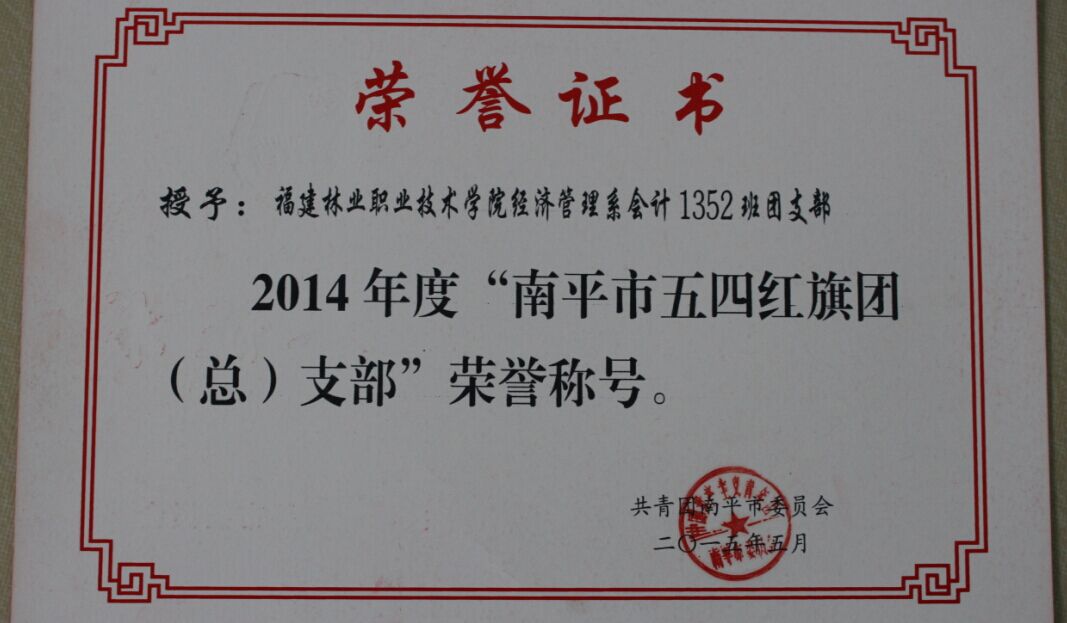 荣誉证书
授予：福建林业职业技术学院经济管理系会计1352班团支部
2014年度“南平市五四红旗团
（总）支部”荣誉称号。
共青团南平市委员会
二〇一五年五月